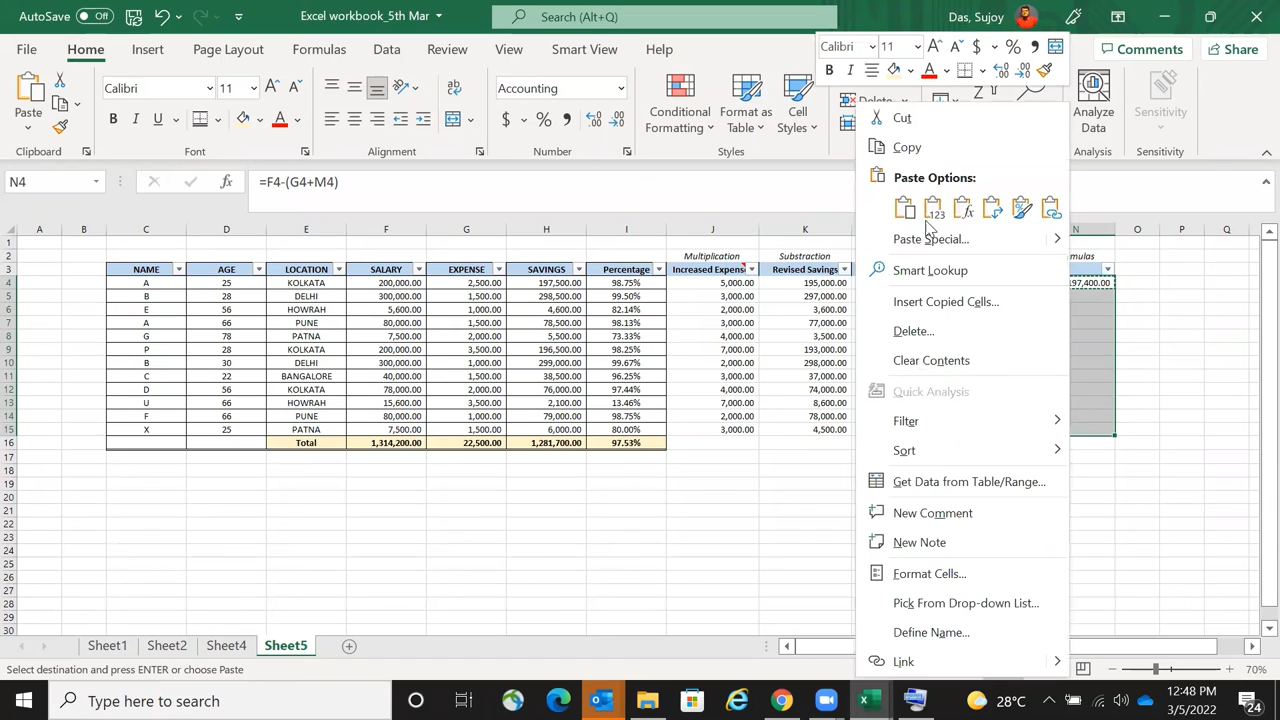 AutoSave Off Excel workbook_5th Mar Search (Alt+Q) Das, Sujoy
File Home Insert Page Layout Formulas Data Review View Smart View Help Comments Share
Calibri 11
Calibri 11 Accounting
Paste Conditional Formatting Format as Table Cell Styles Delete Analyze Data Sensitivity
Clipboard Font Alignment Number Styles Analysis Sensitivity
N4 =F4-(G4+M4)
A B C D E F G H I J K N O P Q R
1
2 Multiplication Substraction
3 NAME AGE LOCATION SALARY EXPENSE SAVINGS Percentage Increased Expens Revised Savings
4 A 25 KOLKATA 200,000.00 2,500.00 197,500.00 98.75% 5,000.00 195,000.00 197,400.00
5 B 28 DELHI 300,000.00 1,500.00 298,500.00 99.50% 3,000.00 297,000.00
6 E 56 HOWRAH 5,600.00 1,000.00 4,600.00 82.14% 2,000.00 3,600.00
7 A 66 PUNE 80,000.00 1,500.00 78,500.00 98.13% 3,000.00 77,000.00
8 G 78 PATNA 7,500.00 2,000.00 5,500.00 73.33% 4,000.00 3,500.00
9 P 28 KOLKATA 200,000.00 3,500.00 196,500.00 98.25% 7,000.00 193,000.00
10 B 30 DELHI 300,000.00 1,000.00 299,000.00 99.67% 2,000.00 298,000.00
11 C 22 BANGALORE 40,000.00 1,500.00 38,500.00 96.25% 3,000.00 37,000.00
12 D 56 KOLKATA 78,000.00 2,000.00 76,000.00 97.44% 4,000.00 74,000.00
13 U 66 HOWRAH 15,600.00 3,500.00 2,100.00 13.46% 7,000.00 8,600.00
14 F 66 PUNE 80,000.00 1,000.00 79,000.00 98.75% 2,000.00 78,000.00
15 X 25 PATNA 7,500.00 1,500.00 6,000.00 80.00% 3,000.00 4,500.00
16 Total 1,314,200.00 22,500.00 1,281,700.00 97.53%
17
18
19
20
21
22
23
24
25
26
27
28
29
30
Cut
Copy
Paste Options:
Paste Special...
Smart Lookup
Insert Copied Cells...
Delete...
Clear Contents
Quick Analysis
Filter
Sort
Get Data from Table/Range...
New Comment
New Note
Format Cells...
Pick From Drop-down List...
Define Name...
Link
Sheet1 Sheet2 Sheet4 Sheet5
Select destination and press ENTER or choose Paste 70%
Type here to search 28°C 12:48 PM
3/5/2022 24